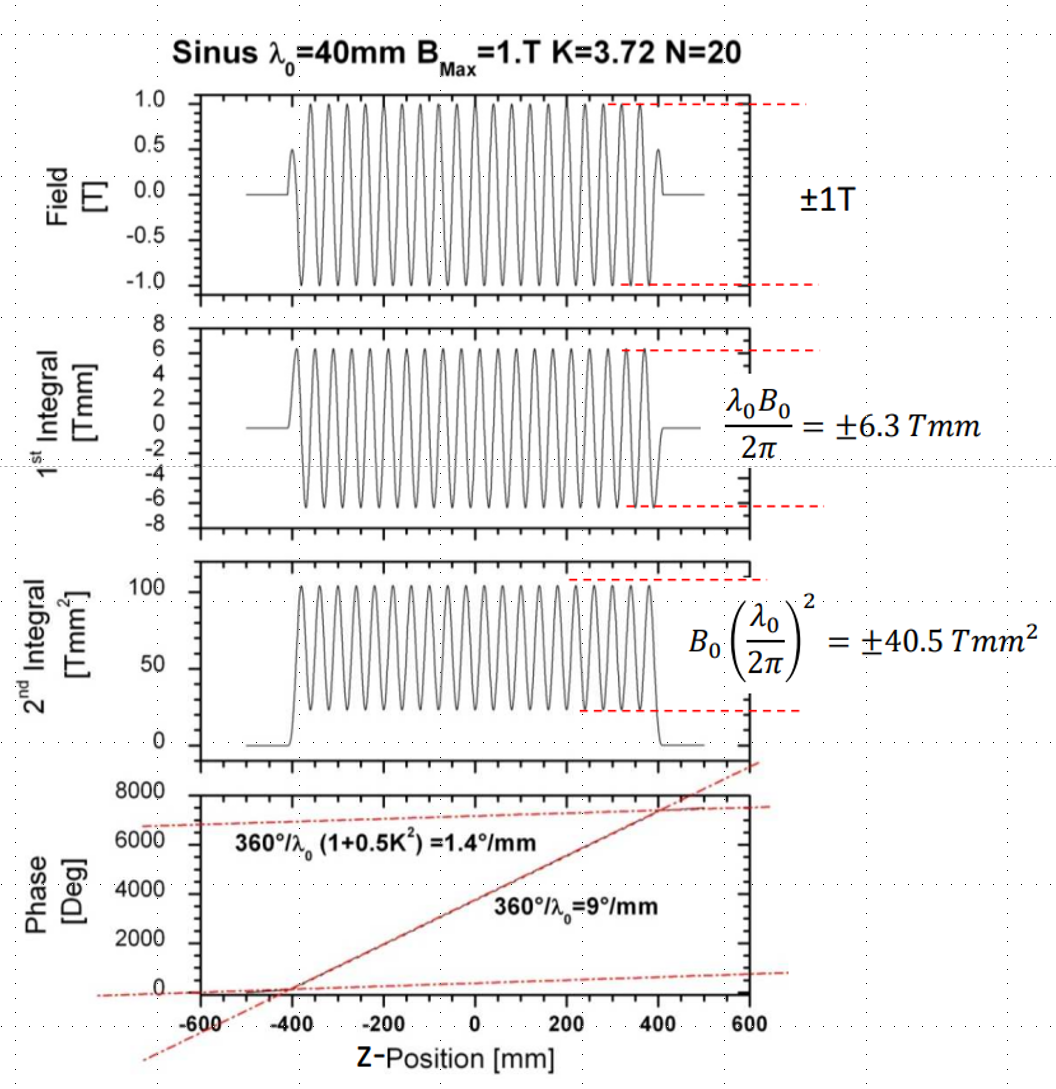 Sinus λ₀=40mm B_Max=1.T K=3.72 N=20
Field
[T]
1.0
0.5
0.0
-0.5
-1.0
±1T
1st Integral
[Tmm]
8
6
4
2
0
-2
-4
-6
-8
λ₀B₀/2π = ±6.3 Tmm
2nd Integral
[Tmm²]
100
50
0
B₀(λ₀/2π)² = ±40.5 Tmm²
Phase
[Deg]
8000
6000
4000
2000
0
360°/λ₀ (1+0.5K²) =1.4°/mm
360°/λ₀=9°/mm
-600 -400 -200 0 200 400 600
Z-Position [mm]